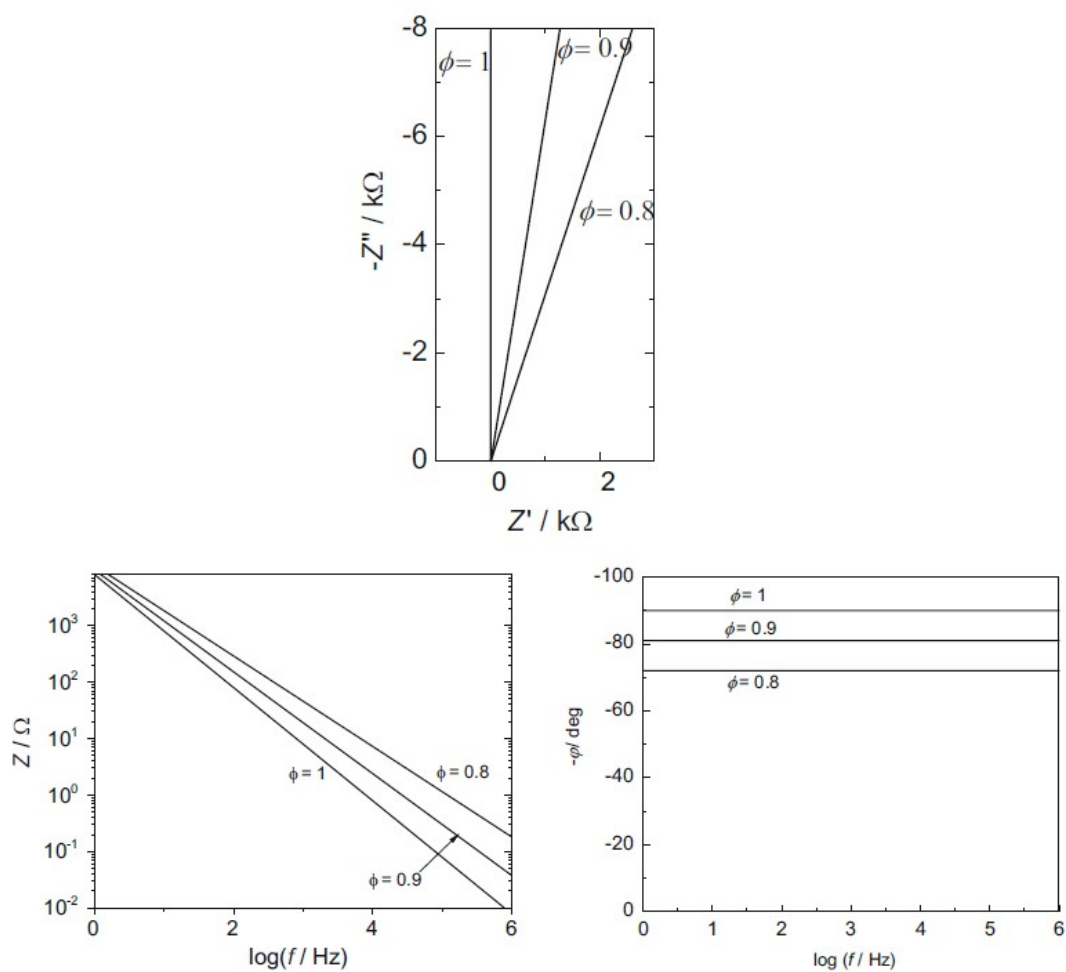 -8
ϕ= 1
ϕ= 0.9
-6
ϕ= 0.8
-4
-2
0
-Z" / kΩ
0 2
Z' / kΩ
10³
10²
10¹
10⁰
10⁻¹
10⁻²
Z / Ω
ϕ = 0.8
ϕ = 1
ϕ = 0.9
0 2 4 6
log(f / Hz)
-100
ϕ= 1
ϕ= 0.9
-80
ϕ= 0.8
-60
-40
-20
0
-φ/ deg
0 1 2 3 4 5 6
log (f / Hz)